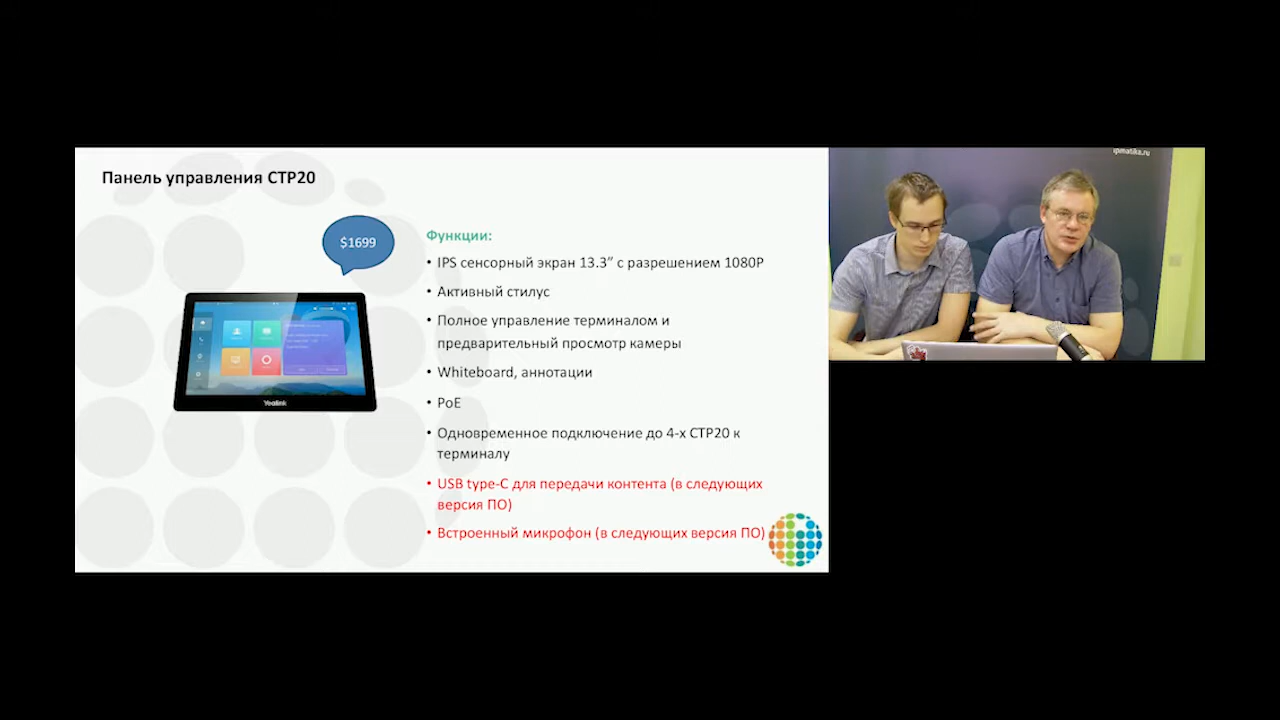 Панель управления CTP20
$1699
Функции:
• IPS сенсорный экран 13.3” с разрешением 1080P
• Активный стилус
• Полное управление терминалом и
предварительный просмотр камеры
• Whiteboard, аннотации
• PoE
• Одновременное подключение до 4-х CTP20 к
терминалу
• USB type-C для передачи контента (в следующих
версия ПО)
• Встроенный микрофон (в следующих версия ПО)
Yealink
ipmatika.ru